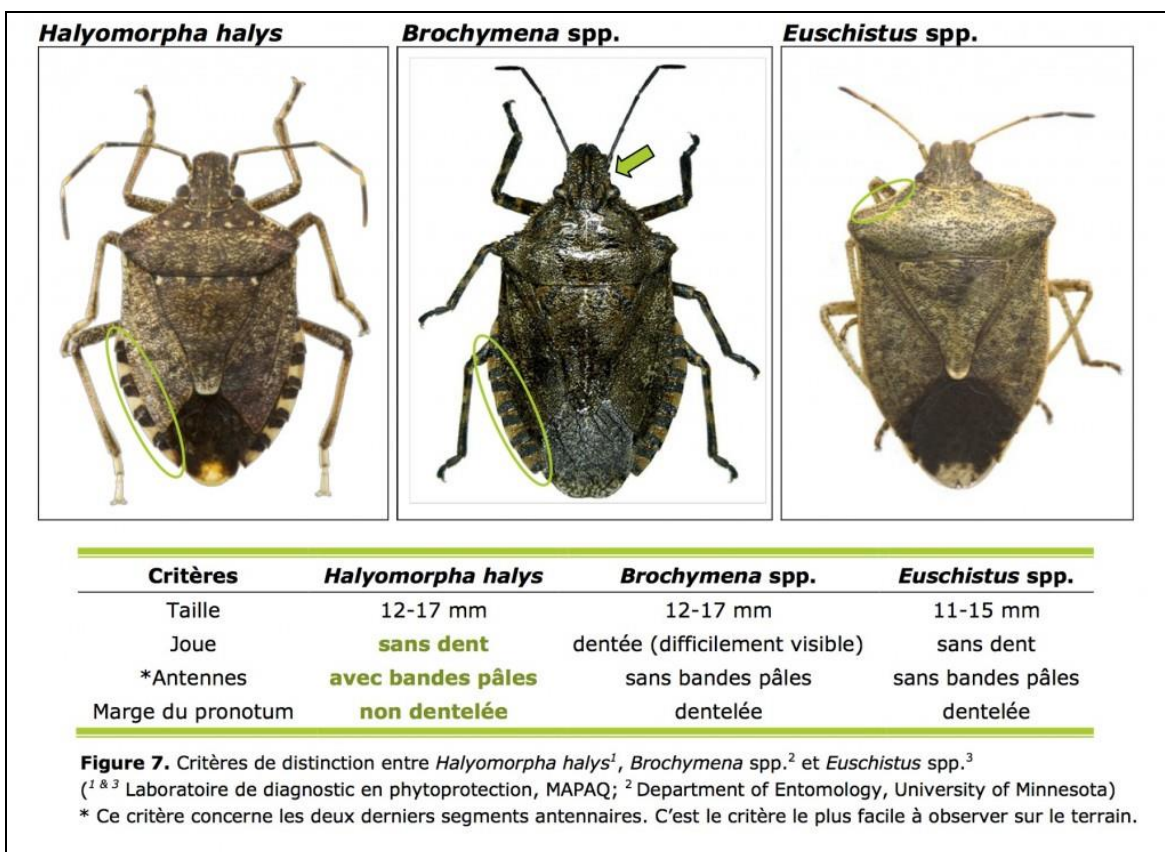 Halyomorpha halys Brochymena spp. Euschistus spp.
Critères Halyomorpha halys Brochymena spp. Euschistus spp.
Taille 12-17 mm 12-17 mm 11-15 mm
Joue sans dent dentée (difficilement visible) sans dent
*Antennes avec bandes pâles sans bandes pâles sans bandes pâles
Marge du pronotum non dentelée dentelée dentelée
Figure 7. Critères de distinction entre Halyomorpha halys¹, Brochymena spp.² et Euschistus spp.³
(¹ & ³ Laboratoire de diagnostic en phytoprotection, MAPAQ; ² Department of Entomology, University of Minnesota)
* Ce critère concerne les deux derniers segments antennaires. C'est le critère le plus facile à observer sur le terrain.